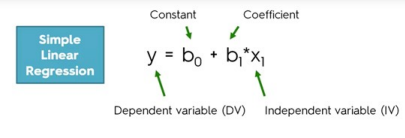 Constant Coefficient
Simple
Linear
Regression
y = b₀ + b₁*x₁
Dependent variable (DV) Independent variable (IV)